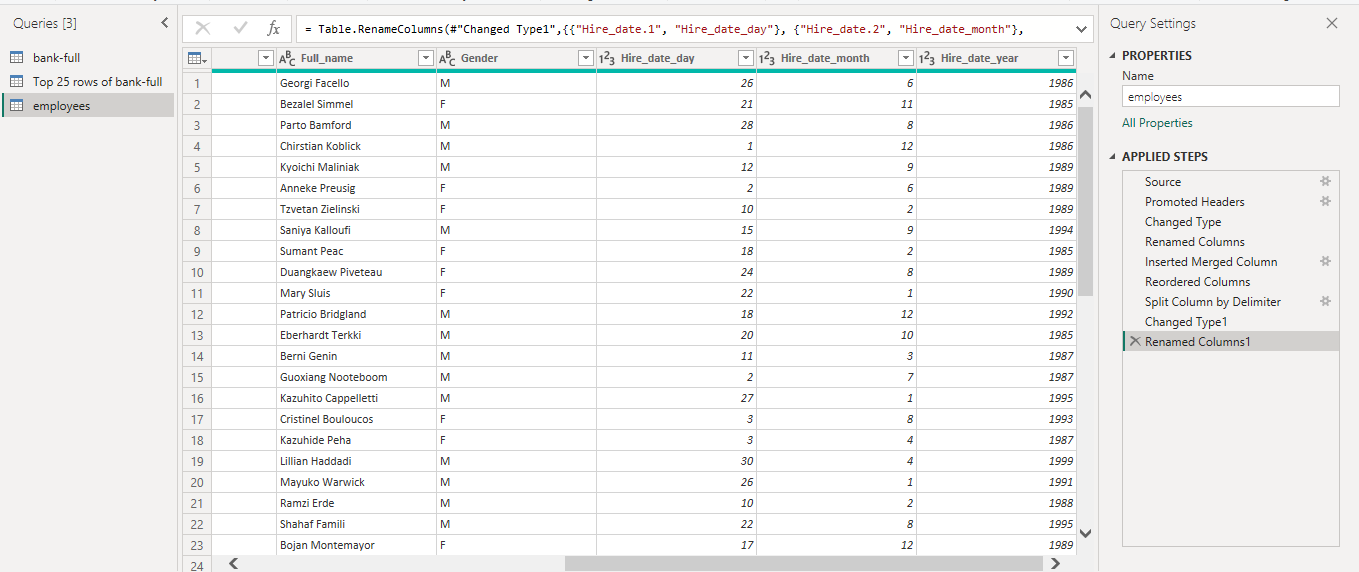 Queries [3]
bank-full
Top 25 rows of bank-full
employees
fx
= Table.RenameColumns(#"Changed Type1",{{"Hire_date.1", "Hire_date_day"}, {"Hire_date.2", "Hire_date_month"},
ABC Full_name ABC Gender 123 Hire_date_day 123 Hire_date_month 123 Hire_date_year
1 Georgi Facello M 26 6 1986
2 Bezalel Simmel F 21 11 1985
3 Parto Bamford M 28 8 1986
4 Chirstian Koblick M 1 12 1986
5 Kyoichi Maliniak M 12 9 1989
6 Anneke Preusig F 2 6 1989
7 Tzvetan Zielinski F 10 2 1989
8 Saniya Kalloufi M 15 9 1994
9 Sumant Peac F 18 2 1985
10 Duangkaew Piveteau F 24 8 1989
11 Mary Sluis F 22 1 1990
12 Patricio Bridgland M 18 12 1992
13 Eberhardt Terkki M 20 10 1985
14 Berni Genin M 11 3 1987
15 Guoxiang Nooteboom M 2 7 1987
16 Kazuhito Cappelletti M 27 1 1995
17 Cristinel Bouloucos F 3 8 1993
18 Kazuhide Peha F 3 4 1987
19 Lillian Haddadi M 30 4 1999
20 Mayuko Warwick M 26 1 1991
21 Ramzi Erde M 10 2 1988
22 Shahaf Famili M 22 8 1995
23 Bojan Montemayor F 17 12 1989
24
Query Settings
PROPERTIES
Name
employees
All Properties
APPLIED STEPS
Source
Promoted Headers
Changed Type
Renamed Columns
Inserted Merged Column
Reordered Columns
Split Column by Delimiter
Changed Type1
Renamed Columns1